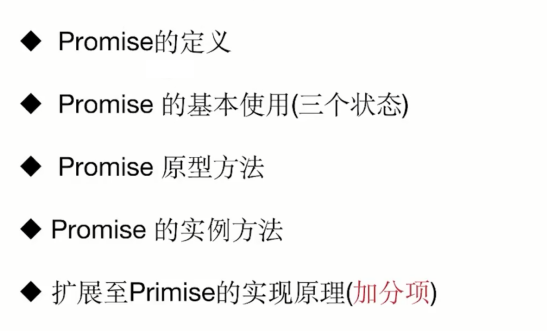 ◆ Promise的定义
◆ Promise 的基本使用(三个状态)
◆ Promise 原型方法
◆ Promise 的实例方法
◆ 扩展至Primise的实现原理(加分项)